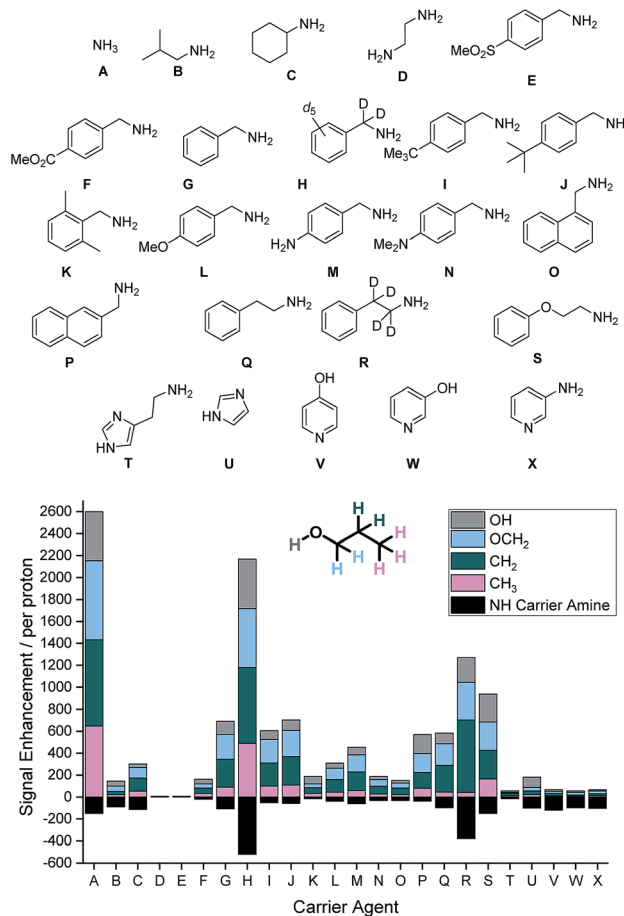 NH₃ NH₂ NH₂ NH₂ NH₂ NH₂ MeO₂S
A B C D E
NH₂ MeO₂C NH₂ d₅ D D NH₂ NH₂ Me₃C NH
F G H I J
NH₂ NH₂ MeO NH₂ NH₂ NH₂ Me₂N NH₂
K L M N O
NH₂ NH₂ D D NH₂ D D O NH₂
P Q R S
NH₂ N HN N HN OH N OH N NH₂ N
T U V W X
H H
H O H
H H H H
OH
OCH₂
CH₂
CH₃
NH Carrier Amine
Signal Enhancement / per proton
2600
2400
2200
2000
1800
1600
1400
1200
1000
800
600
400
200
0
-200
-400
-600
A B C D E F G H I J K L M N O P Q R S T U V W X
Carrier Agent